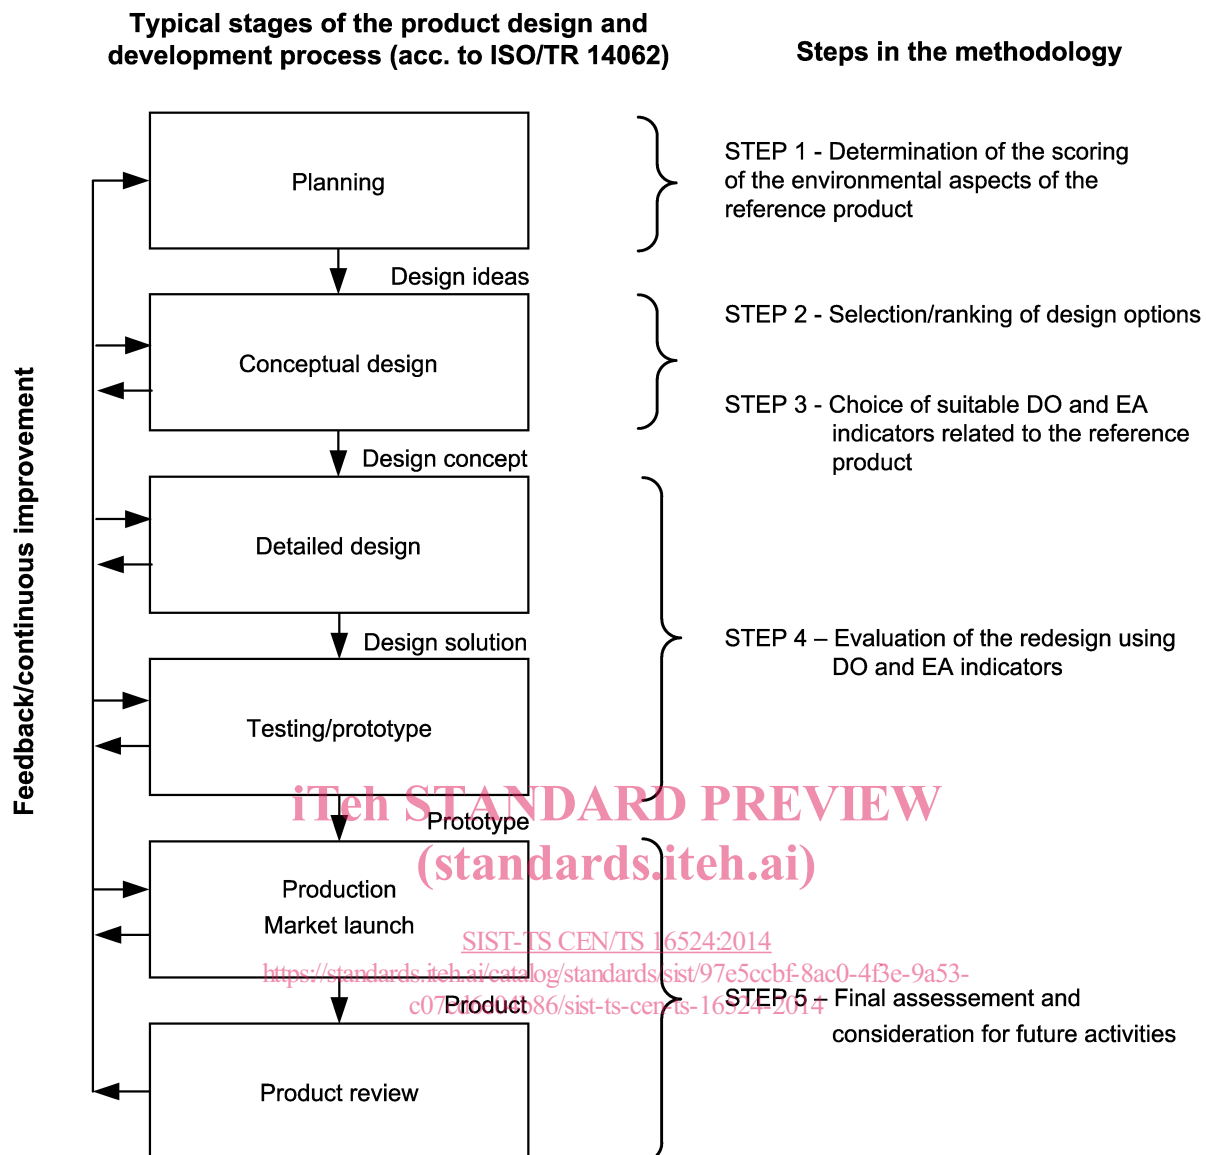 Typical stages of the product design and
development process (acc. to ISO/TR 14062)
Steps in the methodology
Planning
STEP 1 - Determination of the scoring
of the environmental aspects of the
reference product
Design ideas
Conceptual design
STEP 2 - Selection/ranking of design options
STEP 3 - Choice of suitable DO and EA
indicators related to the reference
product
Design concept
Detailed design
Design solution
STEP 4 – Evaluation of the redesign using
DO and EA indicators
Testing/prototype
Feedback/continuous improvement
iTeh STANDARD PREVIEW
Prototype
(standards.iteh.ai)
Production
Market launch
SIST-TS CEN/TS 16524:2014
https://standards.iteh.ai/catalog/standards/sist/97e5ccbf-8ac0-4f3e-9a53-
Product
STEP 5 – Final assessement and
consideration for future activities
Product review